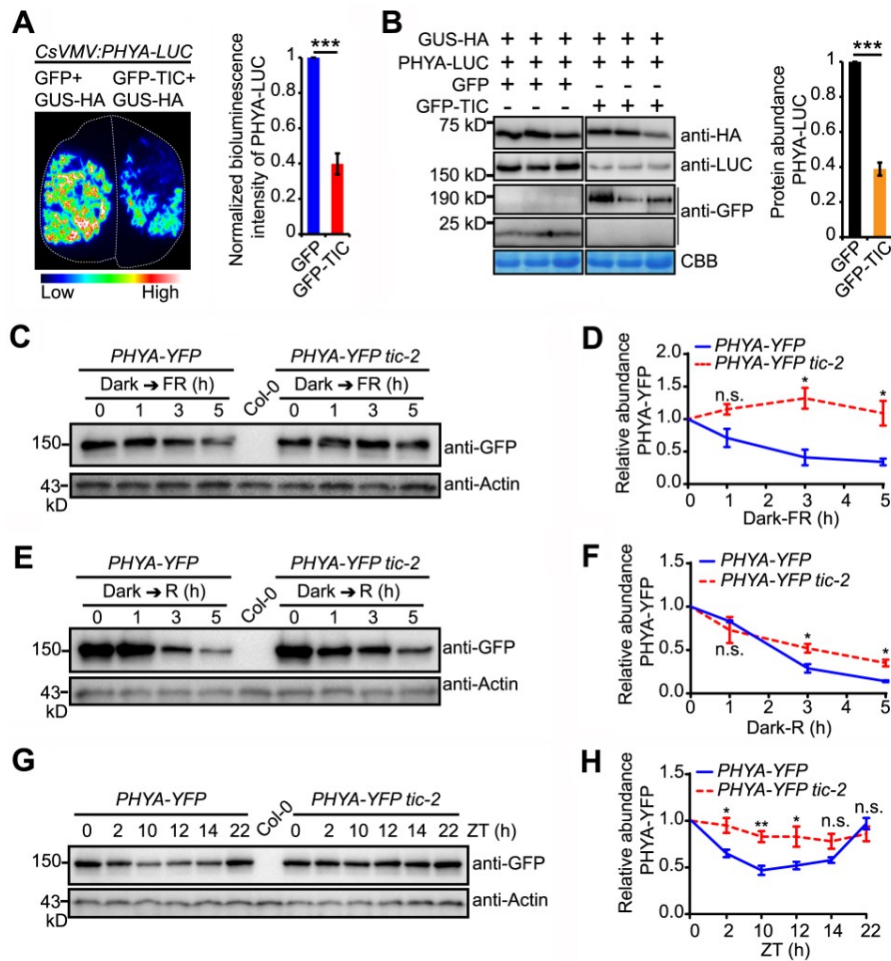 A
CsVMV:PHYA-LUC
GFP+ GFP-TIC+
GUS-HA GUS-HA
Low High
Normalized bioluminescence
intensity of PHYA-LUC
***
1
0.8
0.4
0
GFP
GFP-TIC
B
GUS-HA + + + + + +
PHYA-LUC + + + + + +
GFP + + + - - -
GFP-TIC - - - + + +
75 kD
anti-HA
anti-LUC
150 kD
190 kD
anti-GFP
25 kD
CBB
Protein abundance
PHYA-LUC
***
1
0.8
0.4
0
GFP
GFP-TIC
C
PHYA-YFP PHYA-YFP tic-2
Dark ➔ FR (h) Col-0 Dark ➔ FR (h)
0 1 3 5 0 1 3 5
150 anti-GFP
43 anti-Actin
kD
D
PHYA-YFP
PHYA-YFP tic-2
Relative abundance
PHYA-YFP
2.0
1.5
1.0
0.5
0.0
n.s. * *
0 1 2 3 4 5
Dark-FR (h)
E
PHYA-YFP PHYA-YFP tic-2
Dark ➔ R (h) Col-0 Dark ➔ R (h)
0 1 3 5 0 1 3 5
150 anti-GFP
43 anti-Actin
kD
F
PHYA-YFP
PHYA-YFP tic-2
Relative abundance
PHYA-YFP
1.5
1.0
0.5
0.0
n.s. * *
0 1 2 3 4 5
Dark-R (h)
G
PHYA-YFP PHYA-YFP tic-2
0 2 10 12 14 22 Col-0 0 2 10 12 14 22 ZT (h)
150 anti-GFP
43 anti-Actin
kD
H
PHYA-YFP
PHYA-YFP tic-2
Relative abundance
PHYA-YFP
1.5
1.0
0.5
0.0
* ** * n.s. n.s.
0 2 10 12 14 22
ZT (h)